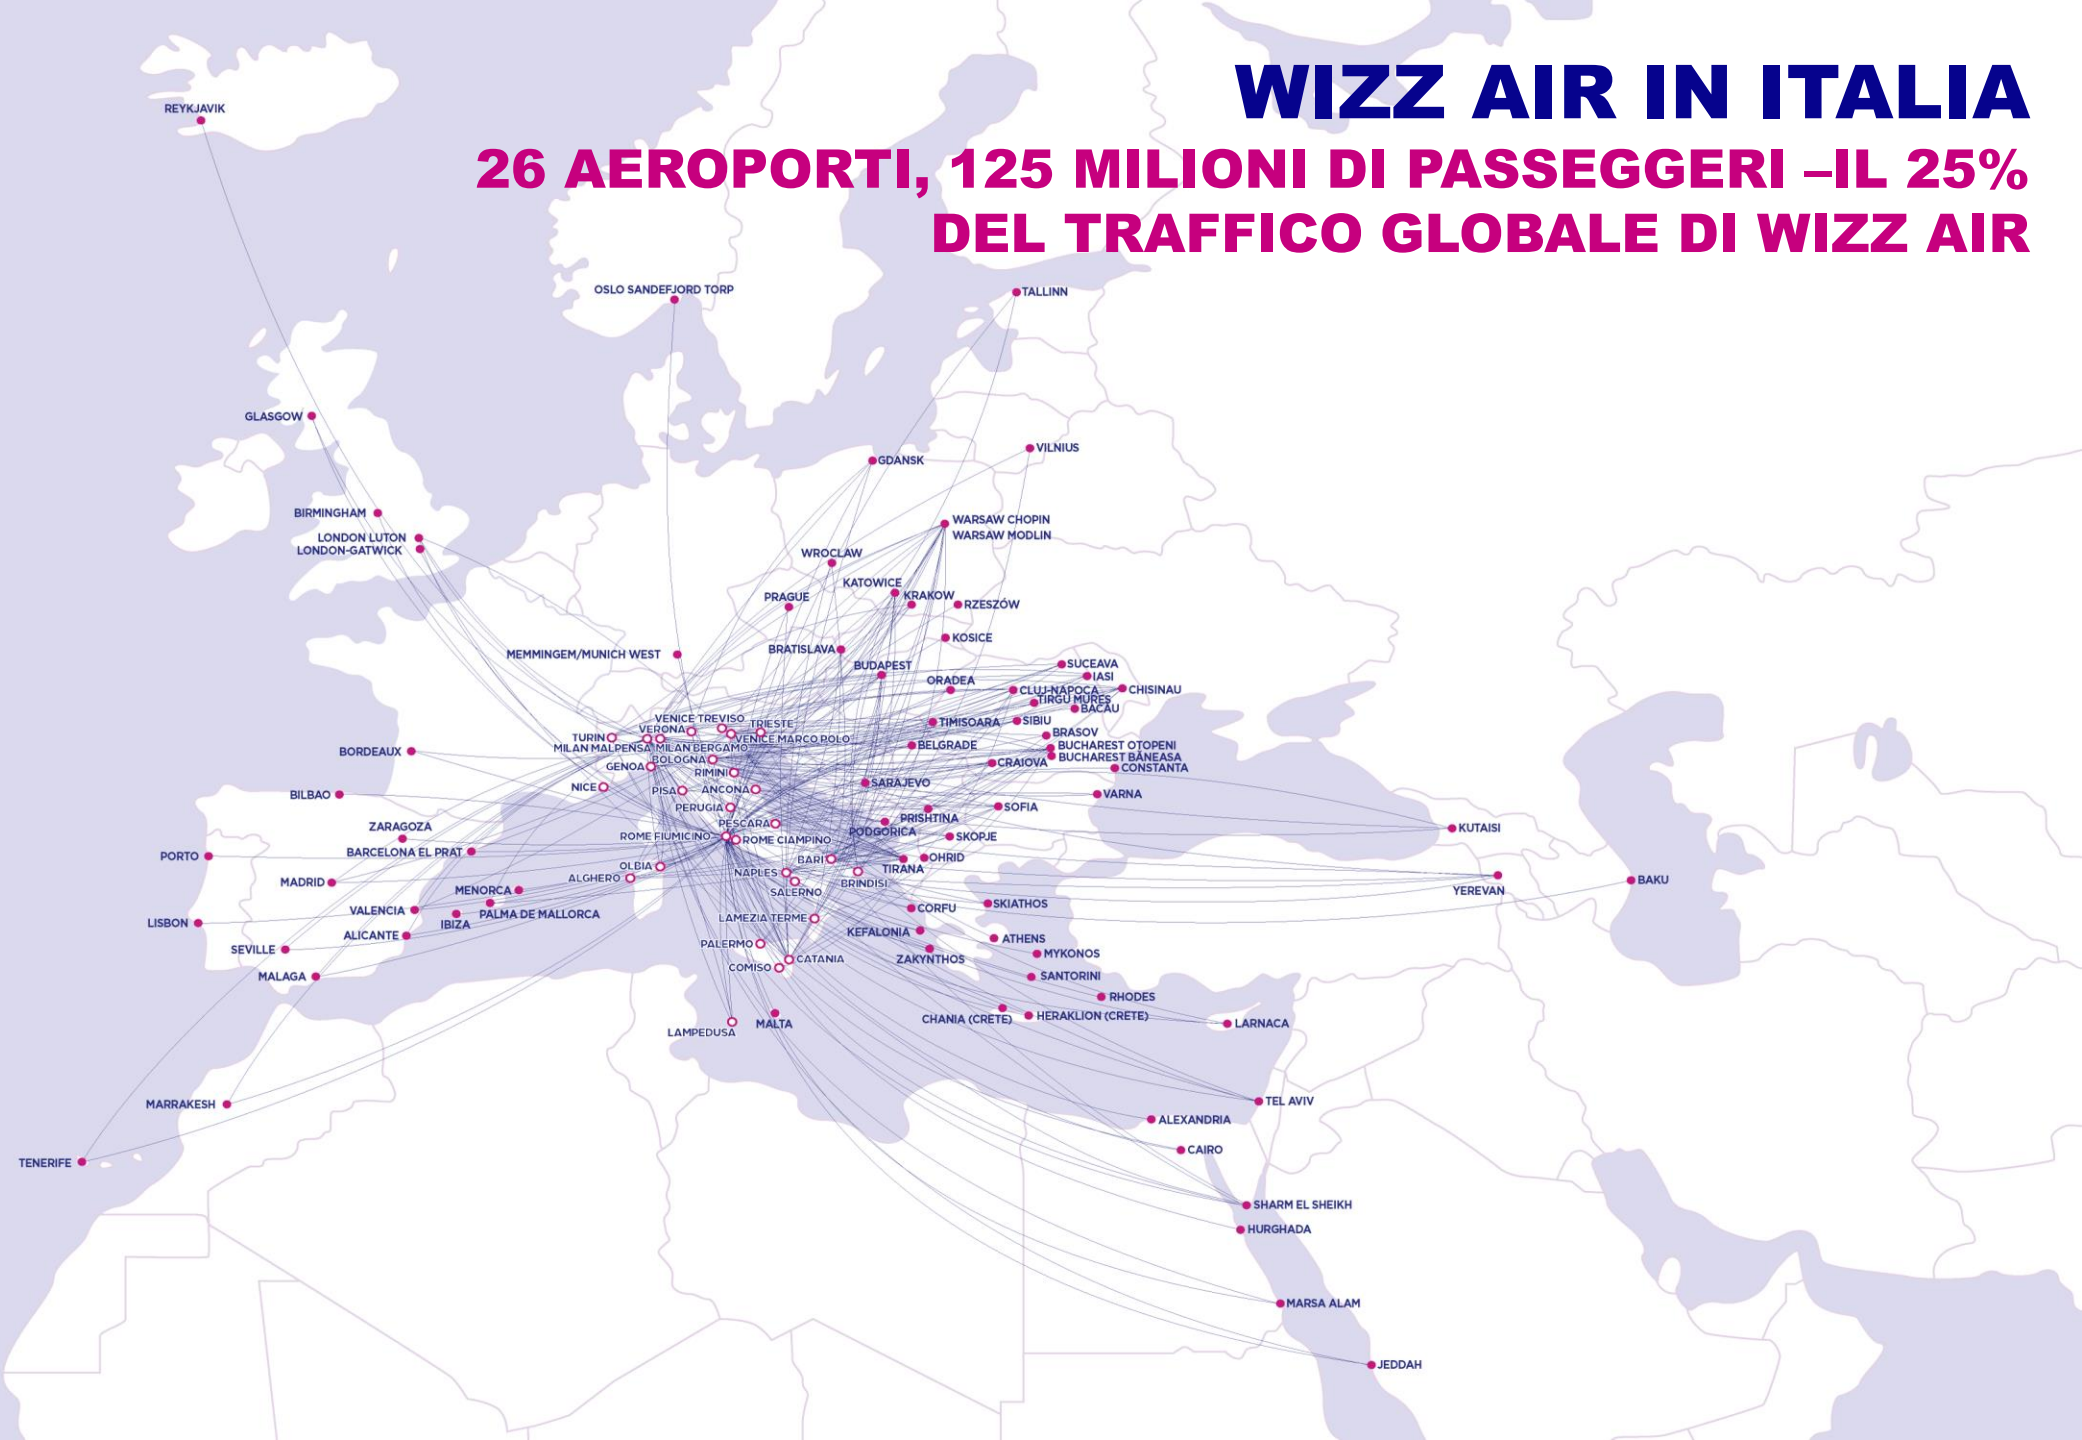 WIZZ AIR IN ITALIA
26 AEROPORTI, 125 MILIONI DI PASSEGGERI –IL 25%
DEL TRAFFICO GLOBALE DI WIZZ AIR
REYKJAVIK
OSLO SANDEFJORD TORP
TALLINN
GLASGOW
VILNIUS
GDANSK
BIRMINGHAM
LONDON LUTON
LONDON-GATWICK
WARSAW CHOPIN
WARSAW MODLIN
WROCLAW
KATOWICE
PRAGUE
KRAKOW
RZESZÓW
KOSICE
MEMMINGEM/MUNICH WEST
BRATISLAVA
BUDAPEST
SUCEAVA
IASI
ORADEA
CLUJ-NAPOCA
CHISINAU
TIRGU MURES
BACAU
VENICE TREVISO
TRIESTE
TIMISOARA
SIBIU
VERONA
TURIN
VENICE MARCO POLO
BRASOV
MILAN MALPENSA
MILAN BERGAMO
BELGRADE
BUCHAREST OTOPENI
BORDEAUX
BOLOGNA
BUCHAREST BĂNEASA
GENOA
CRAIOVA
CONSTANTA
RIMINI
NICE
PISA
ANCONA
SARAJEVO
BILBAO
VARNA
PERUGIA
SOFIA
ZARAGOZA
PESCARA
PRISHTINA
KUTAISI
PODGORICA
ROME FIUMICINO
ROME CIAMPINO
SKOPJE
BARCELONA EL PRAT
PORTO
BARI
OHRID
OLBIA
TIRANA
MADRID
ALGHERO
NAPLES
BRINDISI
BAKU
MENORCA
SALERNO
YEREVAN
VALENCIA
PALMA DE MALLORCA
SKIATHOS
CORFU
LISBON
IBIZA
LAMEZIA TERME
ALICANTE
KEFALONIA
ATHENS
SEVILLE
PALERMO
MYKONOS
CATANIA
ZAKYNTHOS
COMISO
MALAGA
SANTORINI
RHODES
LAMPEDUSA
MALTA
CHANIA (CRETE)
HERAKLION (CRETE)
LARNACA
MARRAKESH
TEL AVIV
ALEXANDRIA
CAIRO
TENERIFE
SHARM EL SHEIKH
HURGHADA
MARSA ALAM
JEDDAH